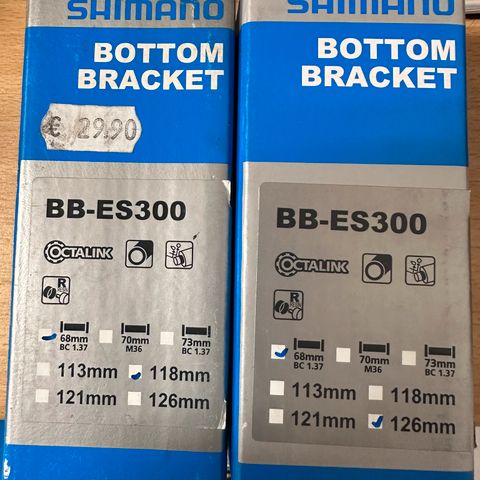 SHIMANO
BOTTOM
BRACKET
€ 29.90
BB-ES300
OCTALINK
R
68mm 70mm 73mm
BC 1.37 M36 BC 1.37
113mm 118mm
121mm 126mm
SHIMANO
BOTTOM
BRACKET
BB-ES300
OCTALINK
R
68mm 70mm 73mm
BC 1.37 M36 BC 1.37
113mm 118mm
121mm 126mm